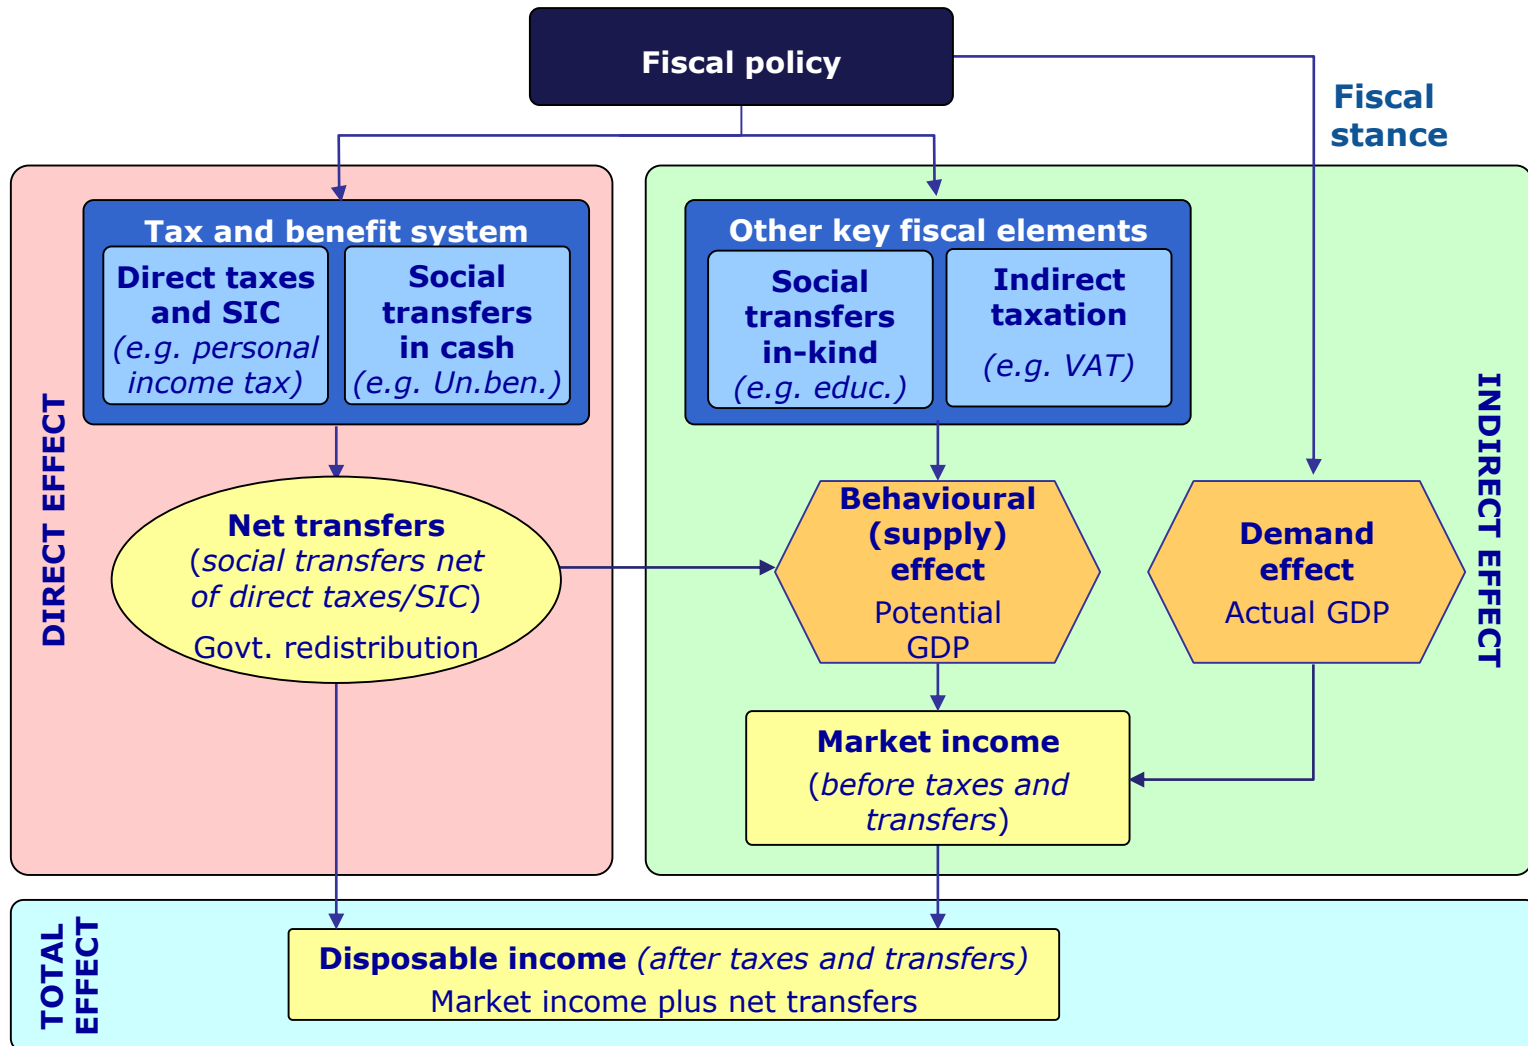 Fiscal policy
Fiscal
stance
Tax and benefit system
Direct taxes
and SIC
(e.g. personal
income tax)
Social
transfers
in cash
(e.g. Un.ben.)
Other key fiscal elements
Social
transfers
in-kind
(e.g. educ.)
Indirect
taxation
(e.g. VAT)
DIRECT EFFECT
Net transfers
(social transfers net
of direct taxes/SIC)
Govt. redistribution
Behavioural
(supply)
effect
Potential
GDP
Demand
effect
Actual GDP
INDIRECT EFFECT
Market income
(before taxes and
transfers)
TOTAL
EFFECT
Disposable income (after taxes and transfers)
Market income plus net transfers